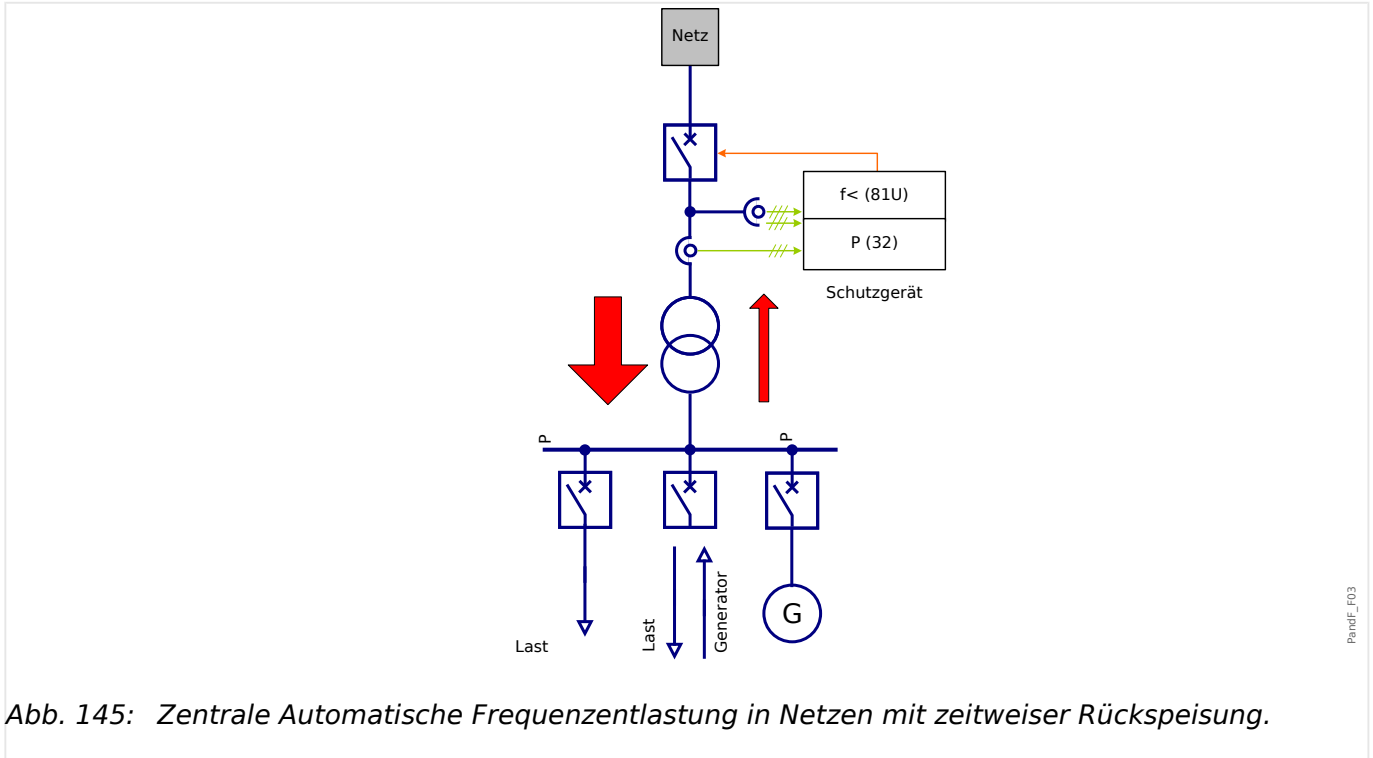 Netz
f< (81U)
P (32)
Schutzgerät
P
P
Last
Last
Generator
G
PandF_F03
Abb. 145: Zentrale Automatische Frequenzentlastung in Netzen mit zeitweiser Rückspeisung.